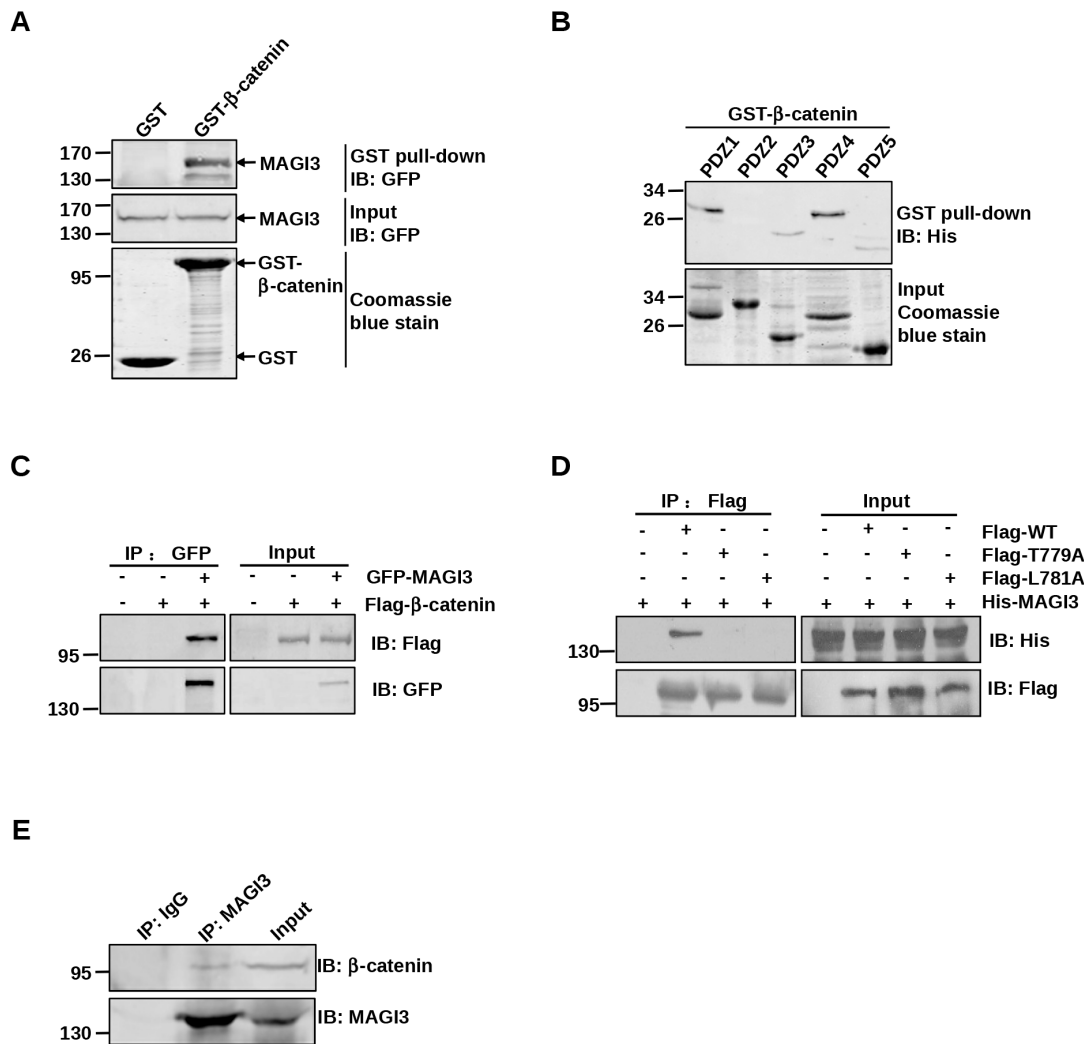 A
GST
GST-β-catenin
170
130
MAGI3
GST pull-down
IB: GFP
170
130
MAGI3
Input
IB: GFP
95
26
GST-
β-catenin
GST
Coomassie
blue stain
B
GST-β-catenin
PDZ1
PDZ2
PDZ3
PDZ4
PDZ5
34
26
GST pull-down
IB: His
34
26
Input
Coomassie
blue stain
C
IP： GFP Input
- - + - - + GFP-MAGI3
- + + - + + Flag-β-catenin
95
IB: Flag
130
IB: GFP
D
IP： Flag Input
- + - - - + - - Flag-WT
- - + - - - + - Flag-T779A
- - - + - - - + Flag-L781A
+ + + + + + + + His-MAGI3
130
IB: His
95
IB: Flag
E
IP: IgG
IP: MAGI3
Input
95
IB: β-catenin
130
IB: MAGI3